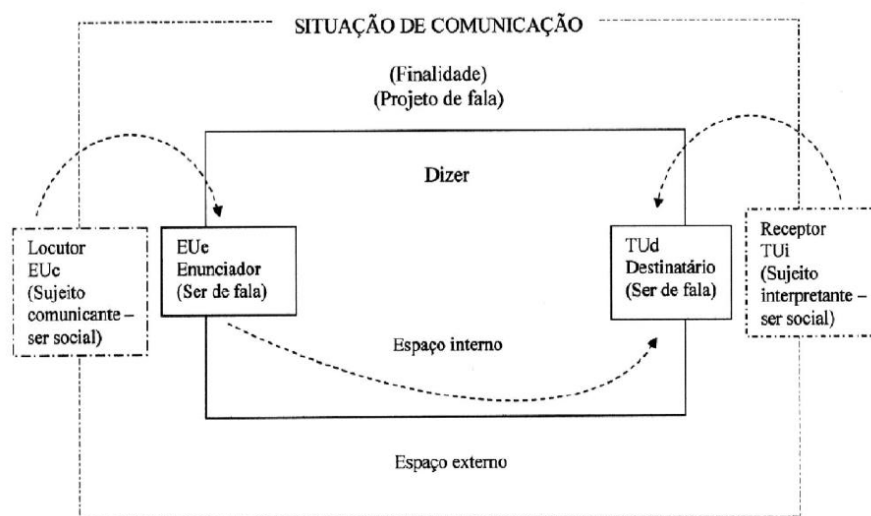 SITUAÇÃO DE COMUNICAÇÃO
(Finalidade)
(Projeto de fala)
Dizer
Locutor
EUc
(Sujeito
comunicante –
ser social)
EUe
Enunciador
(Ser de fala)
TUd
Destinatário
(Ser de fala)
Receptor
TUi
(Sujeito
interpretante –
ser social)
Espaço interno
Espaço externo